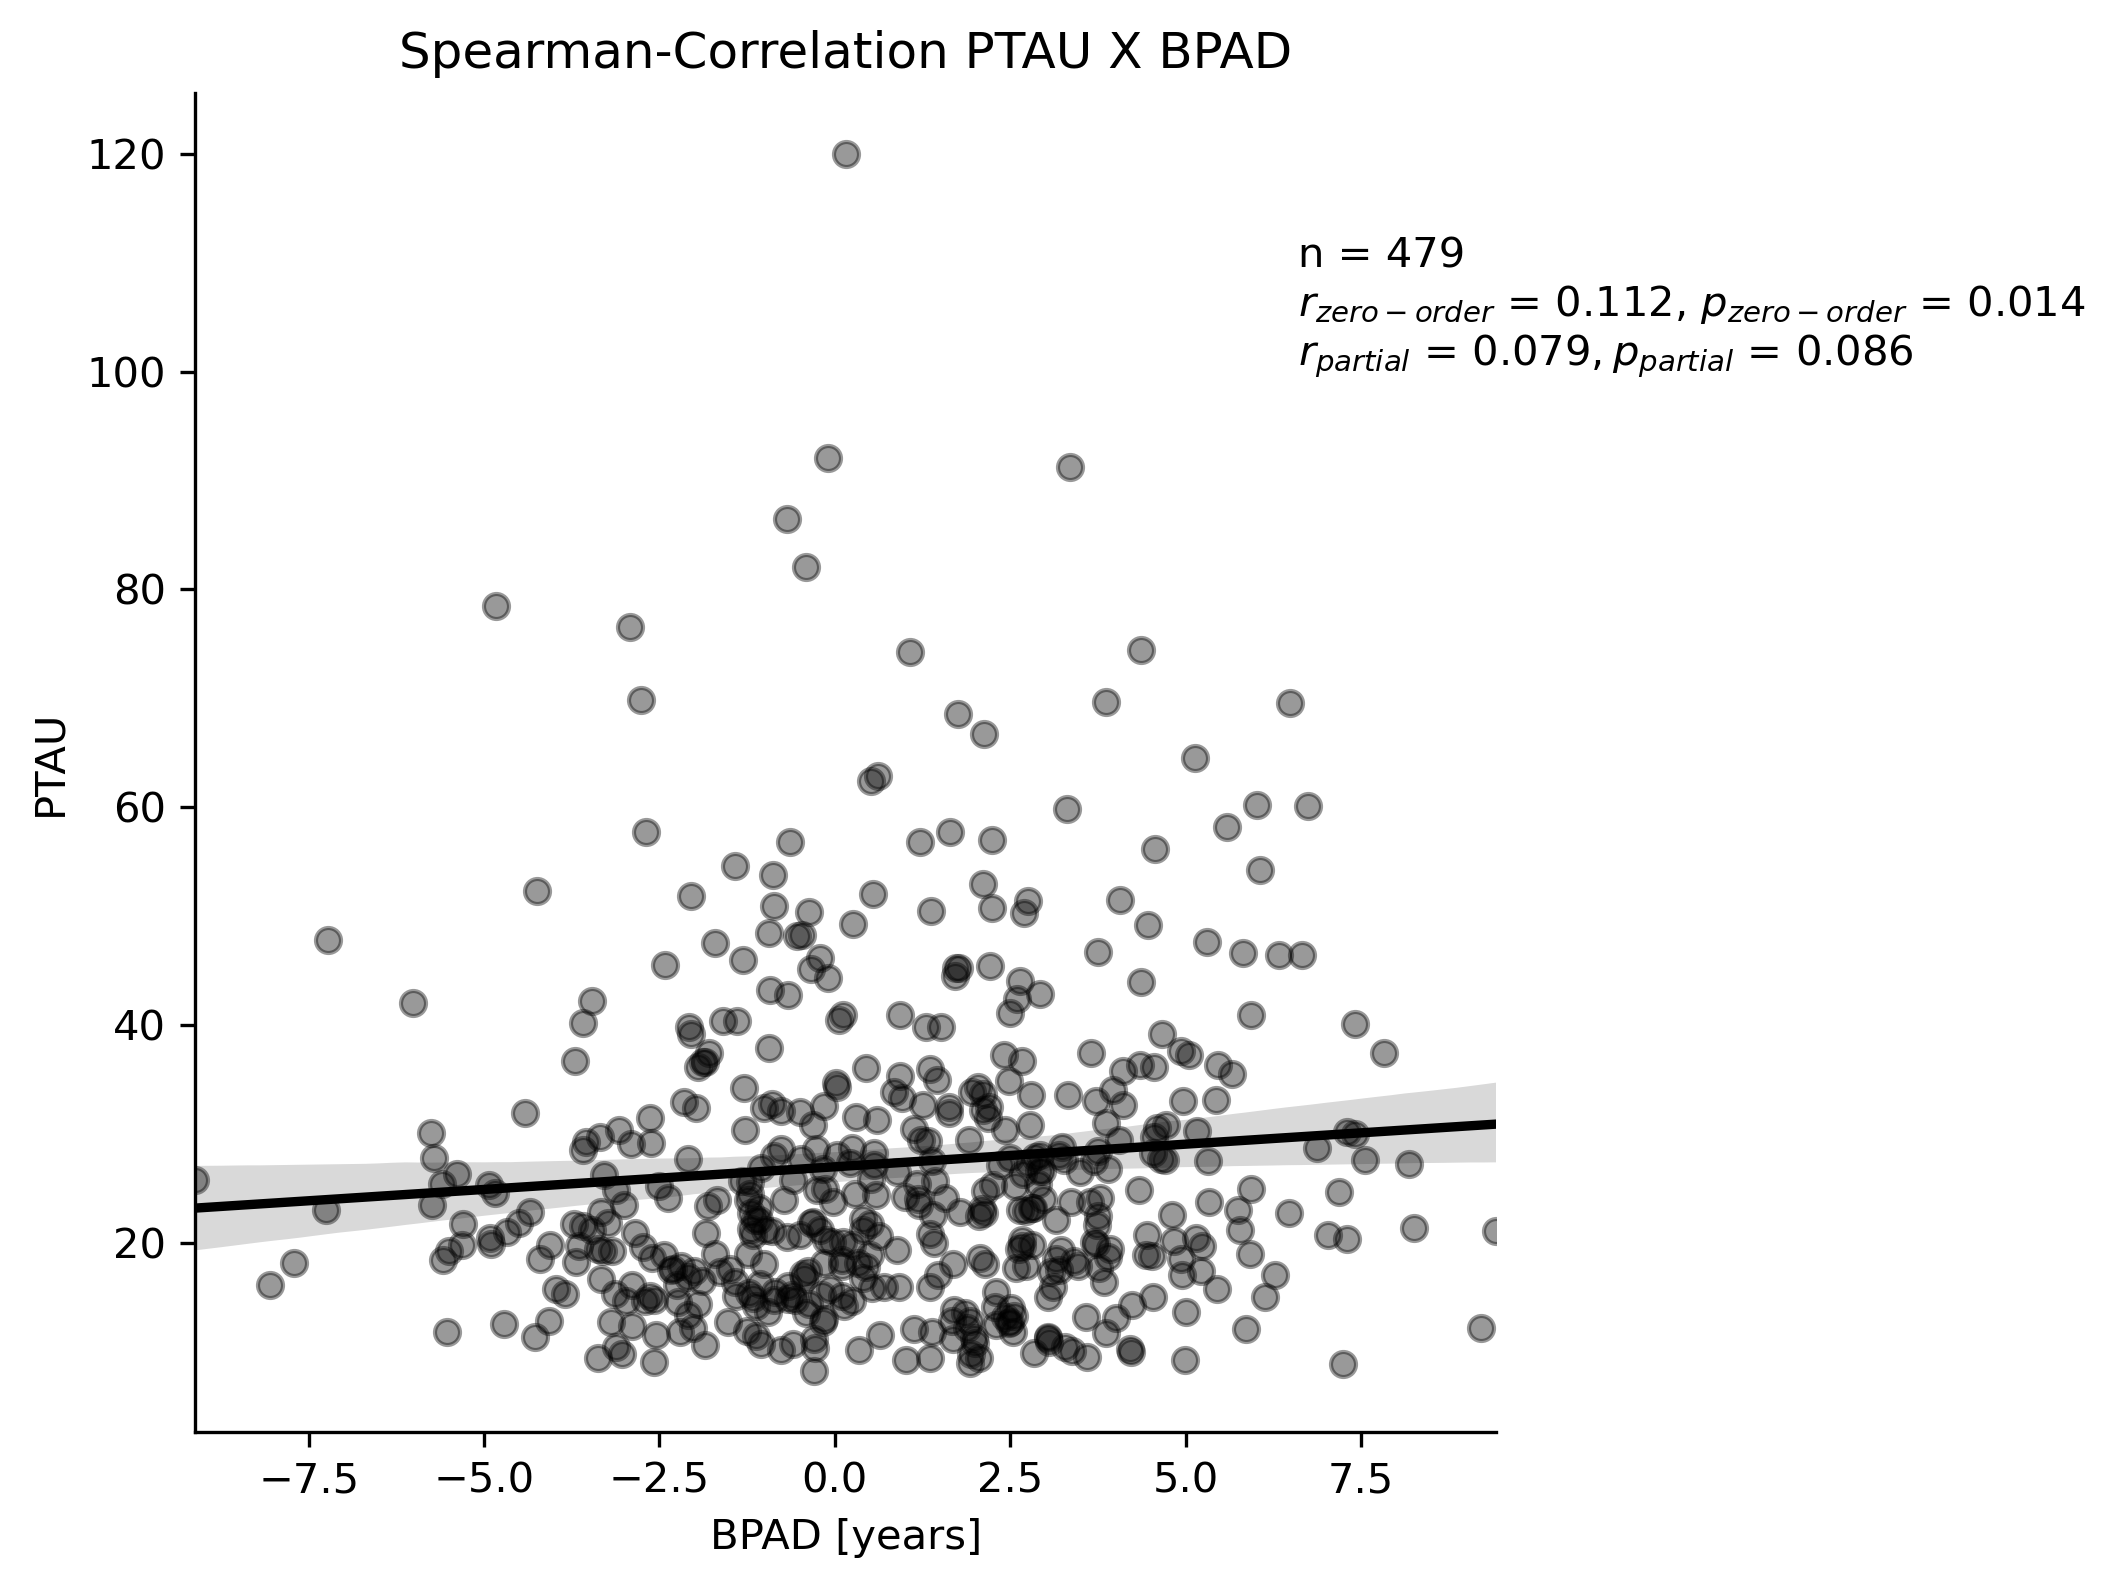 Spearman-Correlation PTAU X BPAD
120
100
80
60
40
20
PTAU
n = 479
r_zero−order = 0.112, p_zero−order = 0.014
r_partial = 0.079, p_partial = 0.086
−7.5 −5.0 −2.5 0.0 2.5 5.0 7.5
BPAD [years]